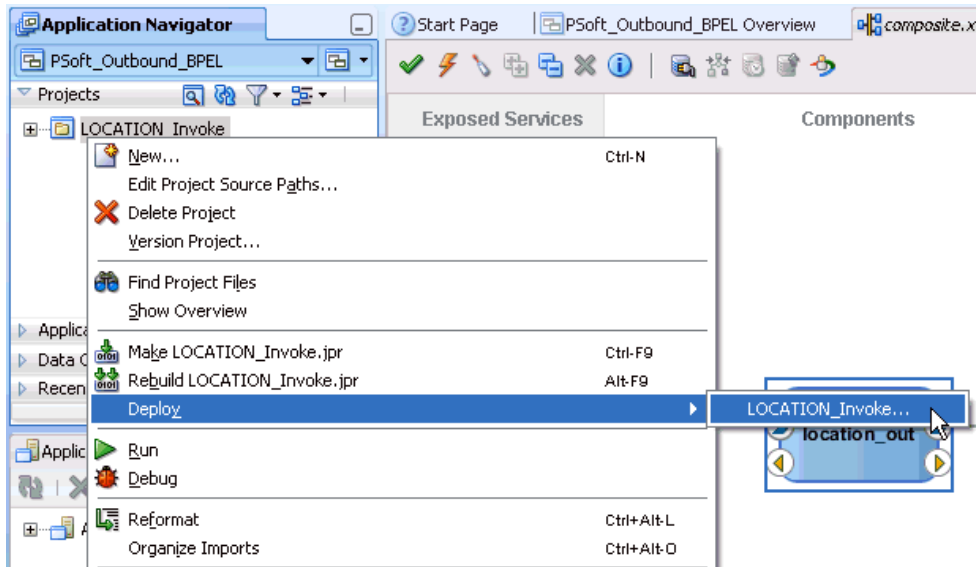 Application Navigator
PSoft_Outbound_BPEL
Projects
LOCATION_Invoke
Start Page
PSoft_Outbound_BPEL Overview
composite.x
Exposed Services
Components
New... Ctrl-N
Edit Project Source Paths...
Delete Project
Version Project...
Find Project Files
Show Overview
Make LOCATION_Invoke.jpr Ctrl-F9
Rebuild LOCATION_Invoke.jpr Alt-F9
Deploy
LOCATION_Invoke...
Run
Debug
Reformat Ctrl+Alt-L
Organize Imports Ctrl+Alt-O
Applica
Data
Recen
Applic
location_out